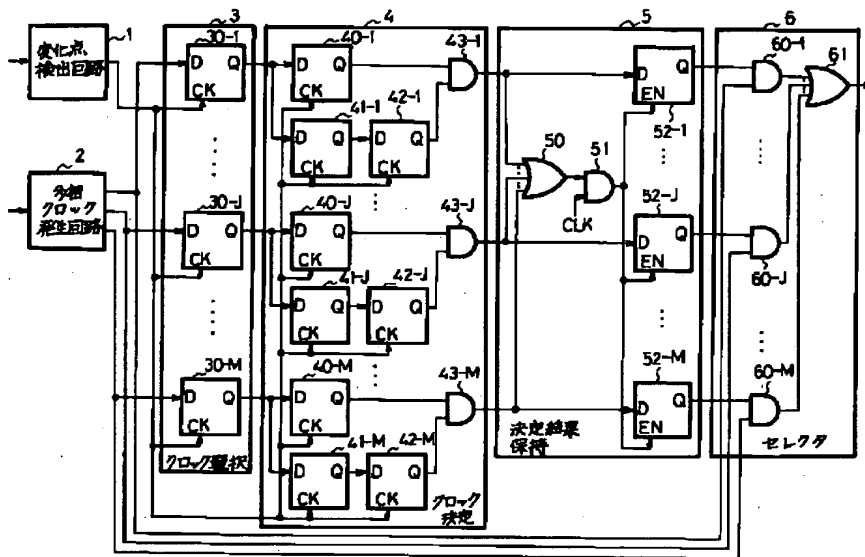 1
変化点
検出回路
2
多相
クロック
発生回路
3
30-1
D Q
CK
30-J
D Q
CK
30-M
D Q
CK
クロック選択
4
40-1
D Q
CK
41-1
D Q
CK
42-1
D Q
CK
43-1
40-J
D Q
CK
41-J
D Q
CK
42-J
D Q
CK
43-J
40-M
D Q
CK
41-M
D Q
CK
42-M
D Q
CK
43-M
クロック
決定
5
50
51
CLK
D Q
EN
52-1
52-J
D Q
EN
52-M
D Q
EN
決定結果
保持
6
60-1
61
60-J
60-M
セレクタ